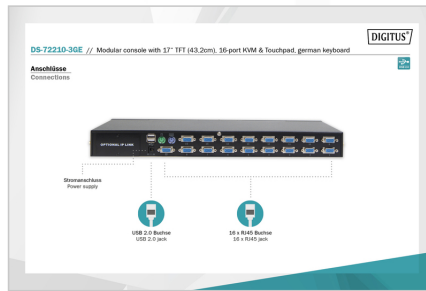 DIGITUS®
DS-72210-3GE // Modular console with 17" TFT (43,2cm), 16-port KVM & Touchpad, german keyboard
Anschlüsse
Connections
OPTIONAL IP LINK
Stromanschluss
Power supply
USB 2.0 Buchse
USB 2.0 jack
16 x RJ45 Buchse
16 x RJ45 jack